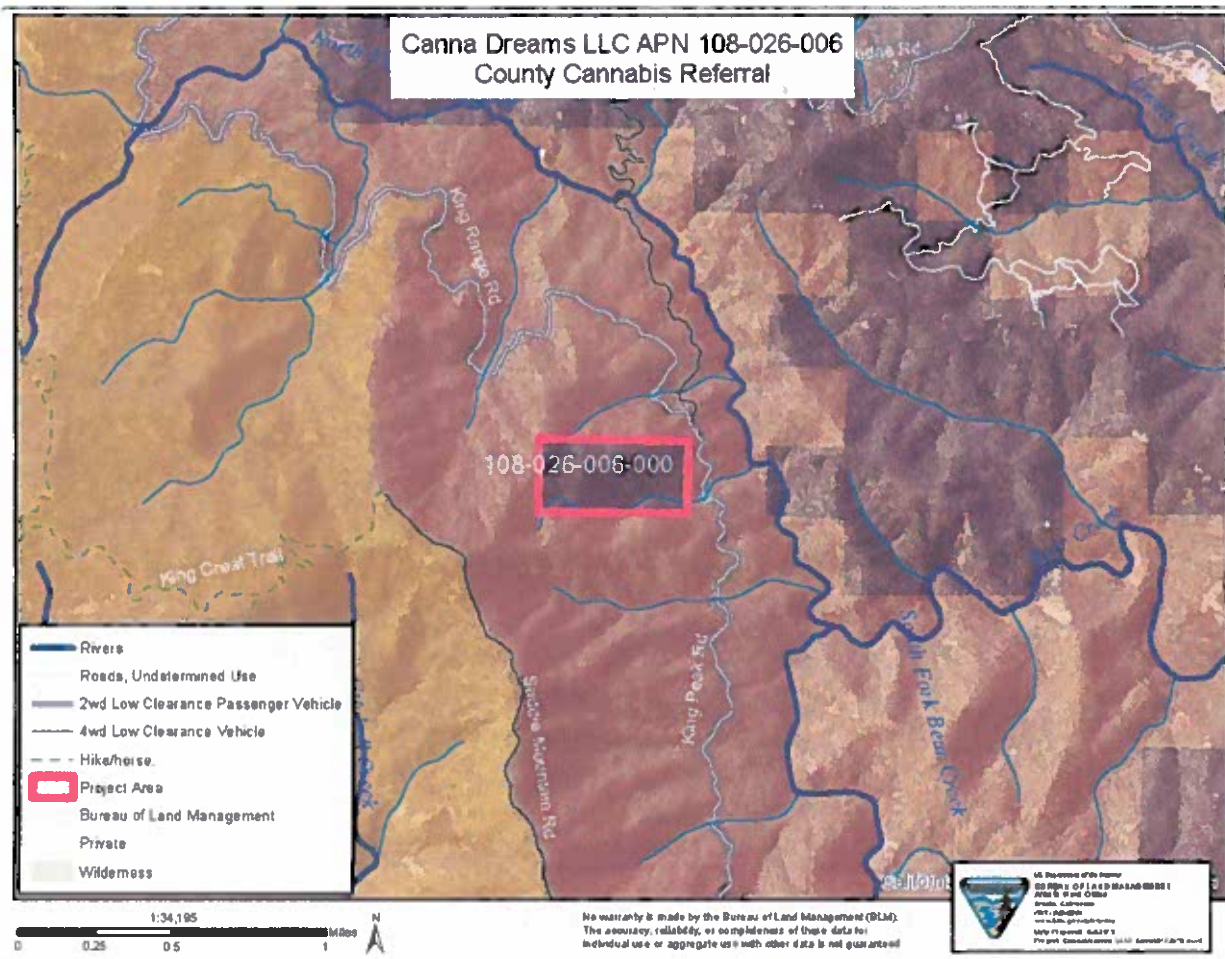 Canna Dreams LLC APN 108-026-006
County Cannabis Referral
King Range Rd
108-026-006-000
King Crest Trail
King Peak Rd
South Fork Bear Creek
Rivers
Roads, Undetermined Use
2wd Low Clearance Passenger Vehicle
4wd Low Clearance Vehicle
Hike/horse
Project Area
Bureau of Land Management
Private
Wilderness
1:34,195
Miles
0 0.25 0.5 1
N
No warranty is made by the Bureau of Land Management (BLM).
The accuracy, reliability, or completeness of these data for
individual use or aggregate use with other data is not guaranteed
BUREAU OF LAND MANAGEMENT